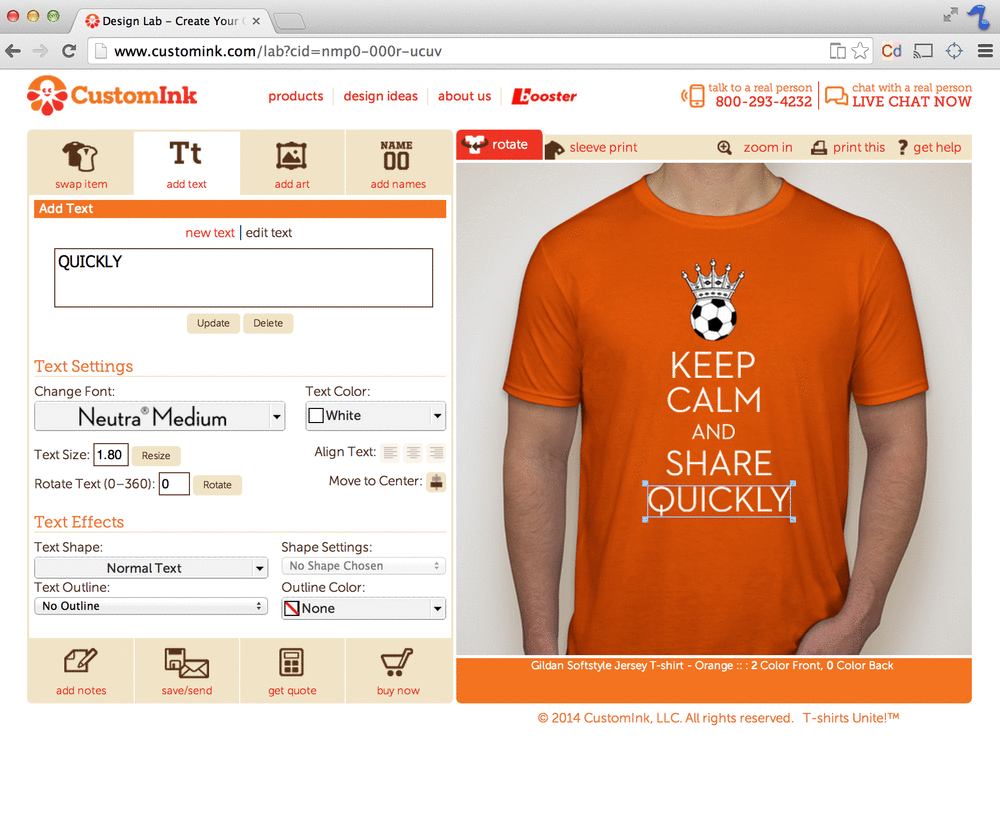 Design Lab – Create Your
www.customink.com/lab?cid=nmp0-000r-ucuv
Cd
CustomInk
products
design ideas
about us
Booster
talk to a real person
800-293-4232
chat with a real person
LIVE CHAT NOW
swap item
Tt
add text
add art
NAME
00
add names
rotate
sleeve print
zoom in
print this
? get help
Add Text
new text | edit text
QUICKLY
Update
Delete
Text Settings
Change Font:
Text Color:
Neutra® Medium
White
Text Size: 1.80 Resize
Align Text:
Rotate Text (0–360): 0 Rotate
Move to Center:
Text Effects
Text Shape:
Shape Settings:
Normal Text
No Shape Chosen
Text Outline:
Outline Color:
No Outline
None
add notes
save/send
get quote
buy now
KEEP
CALM
AND
SHARE
QUICKLY
Gildan Softstyle Jersey T-shirt - Orange :: : 2 Color Front, 0 Color Back
© 2014 CustomInk, LLC. All rights reserved. T-shirts Unite!™